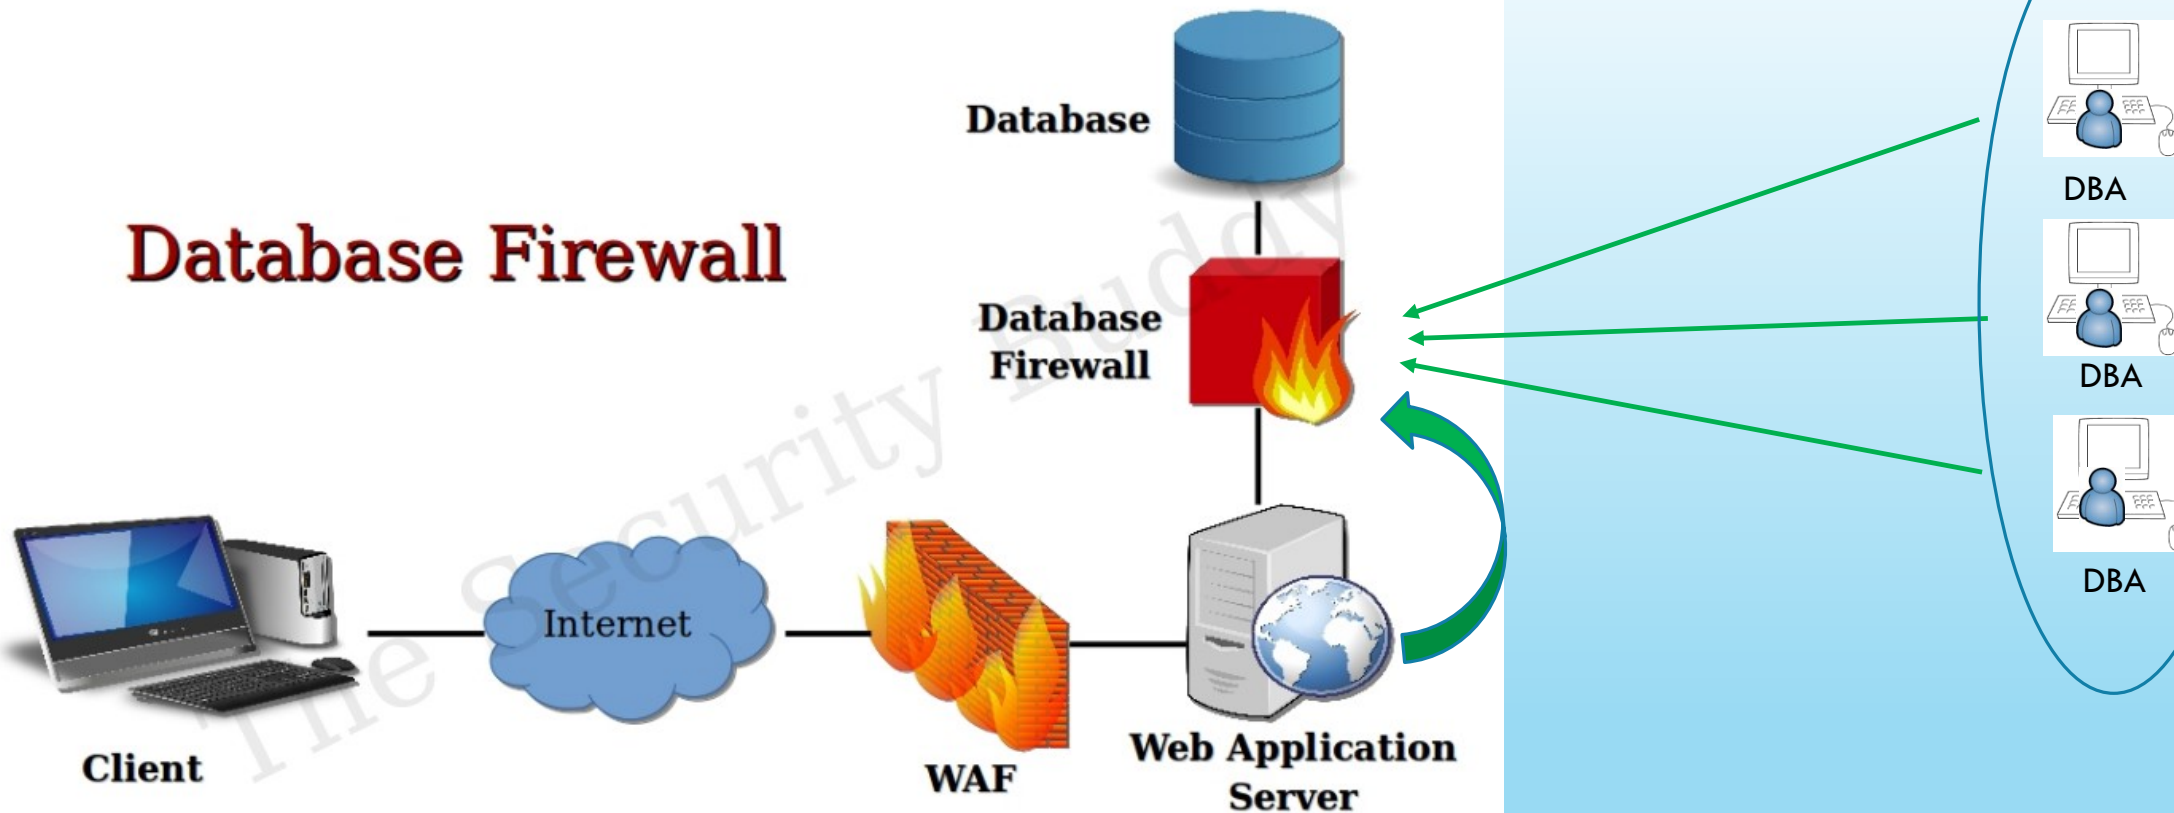 Database
DBA
Database Firewall
Database
Firewall
DBA
Internet
DBA
Client
WAF
Web Application
Server
The Security Buddy